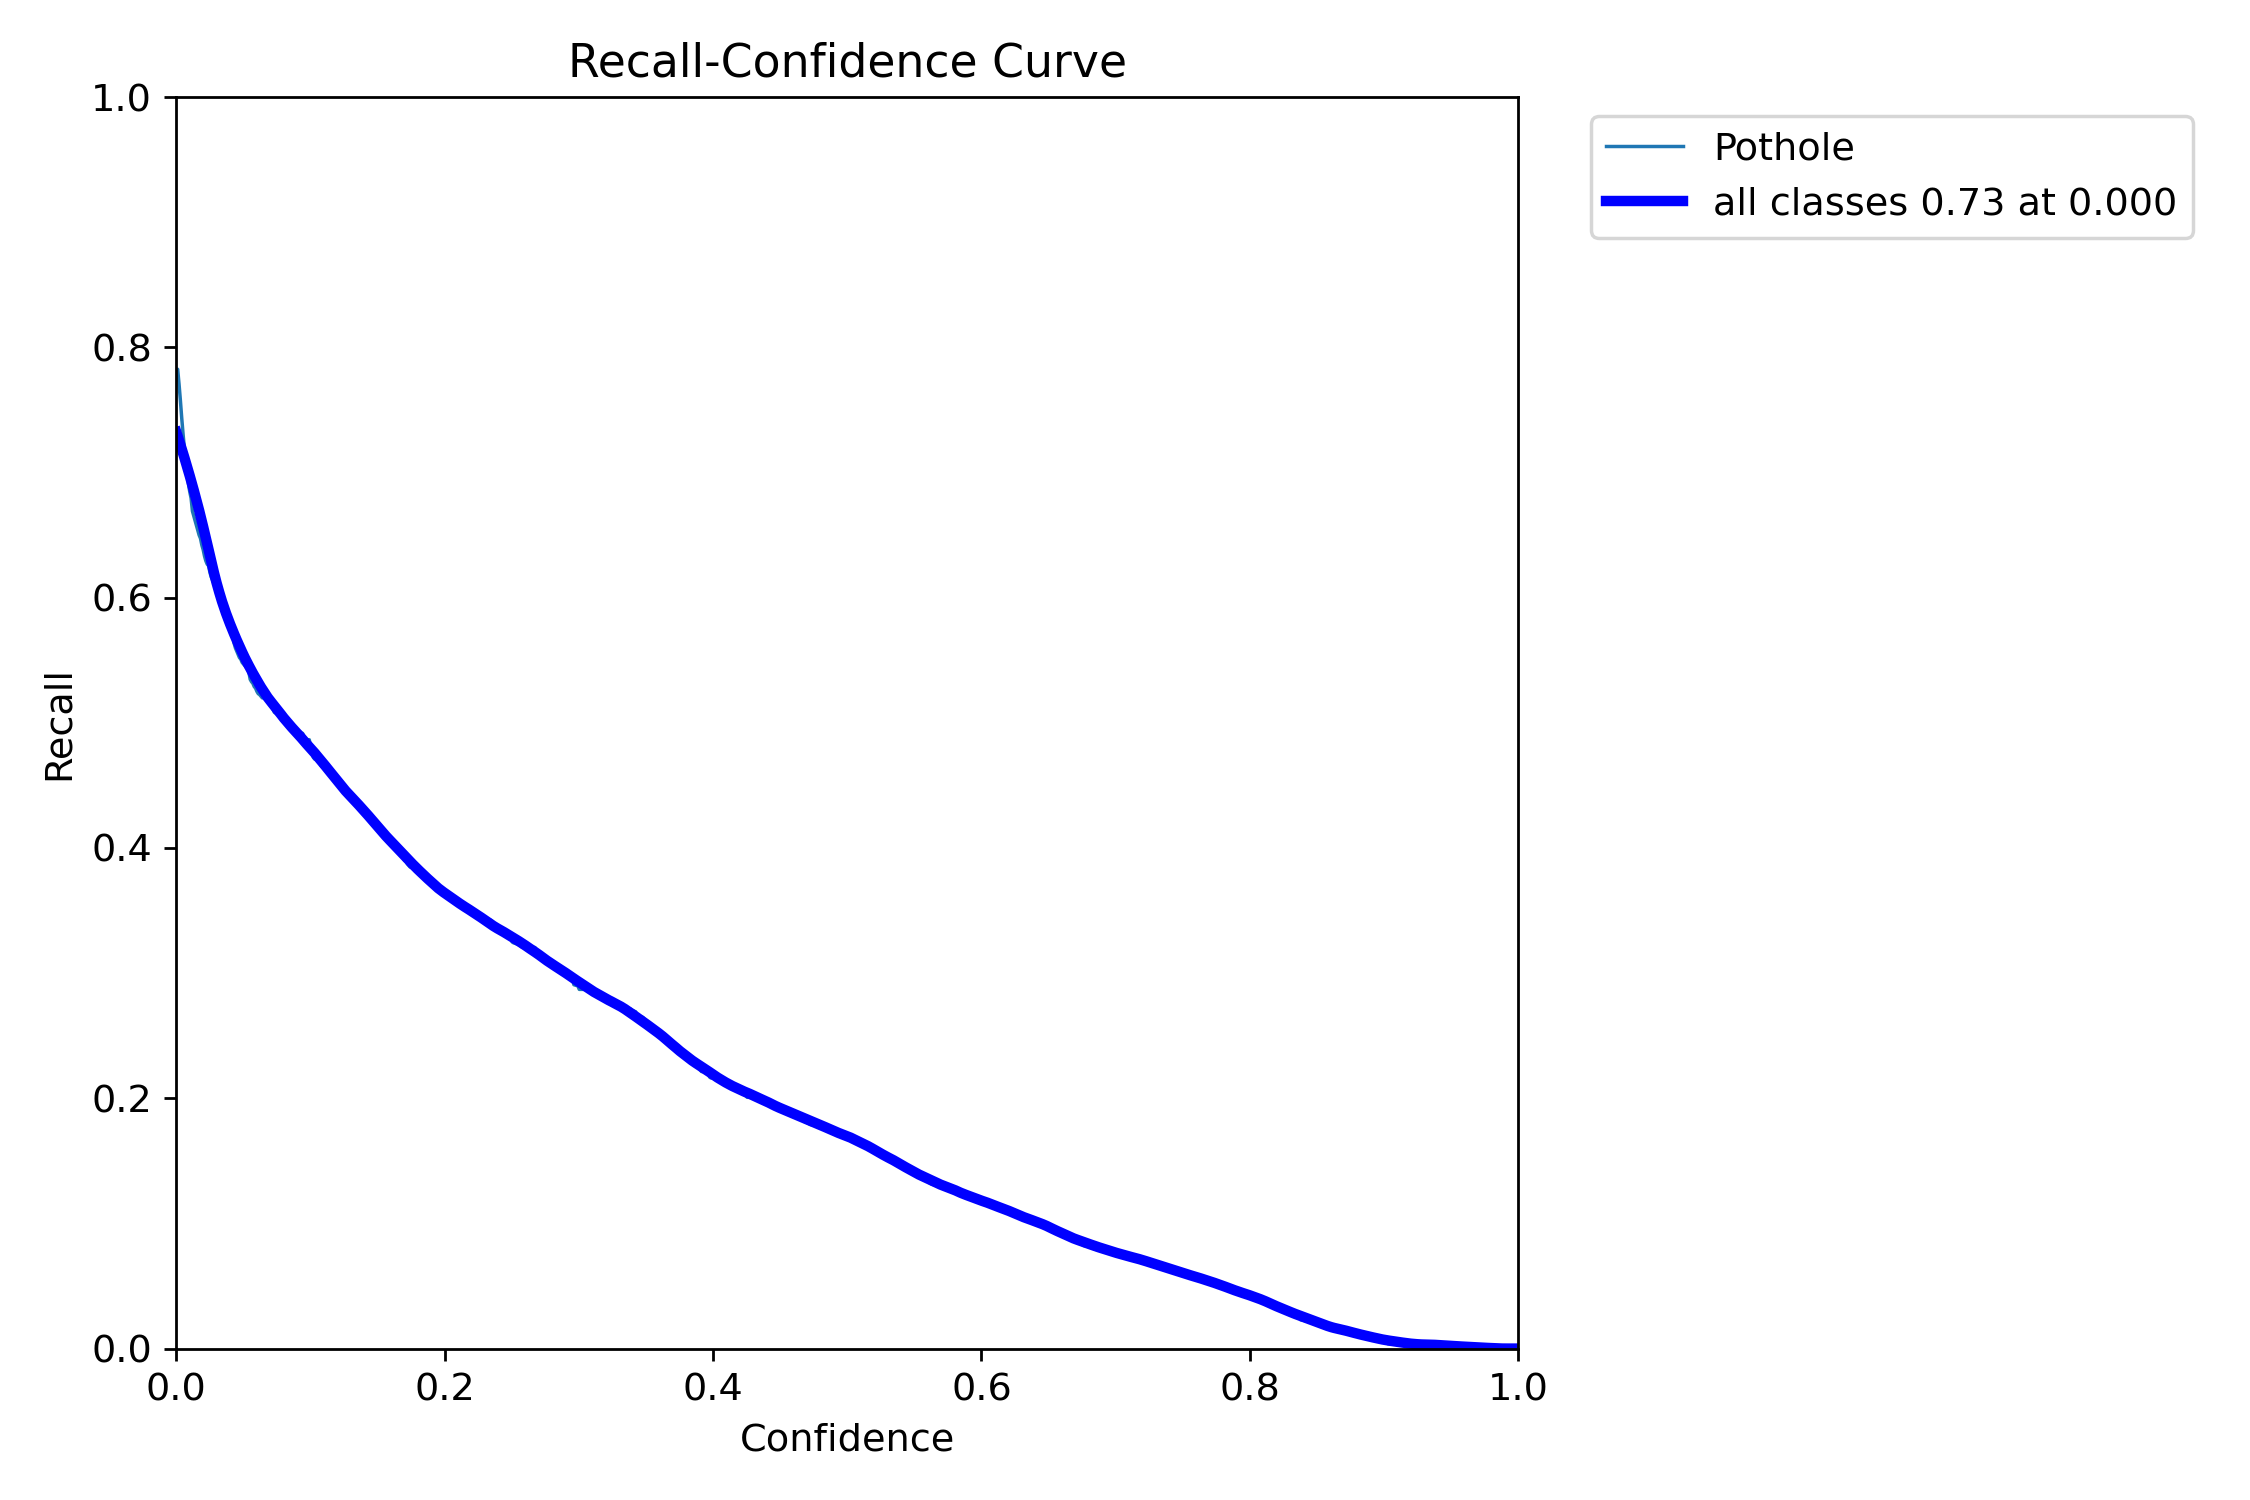 Recall-Confidence Curve
1.0
0.8
0.6
0.4
0.2
0.0
Recall
0.0 0.2 0.4 0.6 0.8 1.0
Confidence
Pothole
all classes 0.73 at 0.000